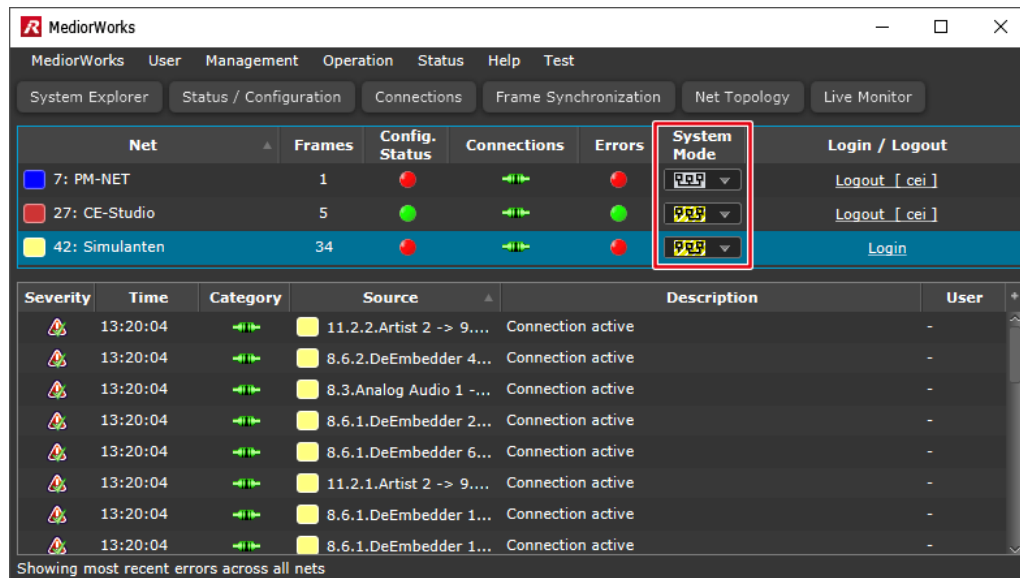 MediorWorks
MediorWorks User Management Operation Status Help Test
System Explorer Status / Configuration Connections Frame Synchronization Net Topology Live Monitor
Net Frames Config. Status Connections Errors System Mode Login / Logout
7: PM-NET 1 Logout [ cei ]
27: CE-Studio 5 Logout [ cei ]
42: Simulanten 34 Login
Severity Time Category Source Description User +
13:20:04 11.2.2.Artist 2 -> 9.... Connection active -
13:20:04 8.6.2.DeEmbedder 4... Connection active -
13:20:04 8.3.Analog Audio 1 -... Connection active -
13:20:04 8.6.1.DeEmbedder 2... Connection active -
13:20:04 8.6.1.DeEmbedder 6... Connection active -
13:20:04 11.2.1.Artist 2 -> 9.... Connection active -
13:20:04 8.6.1.DeEmbedder 1... Connection active -
13:20:04 8.6.1.DeEmbedder 1... Connection active -
Showing most recent errors across all nets